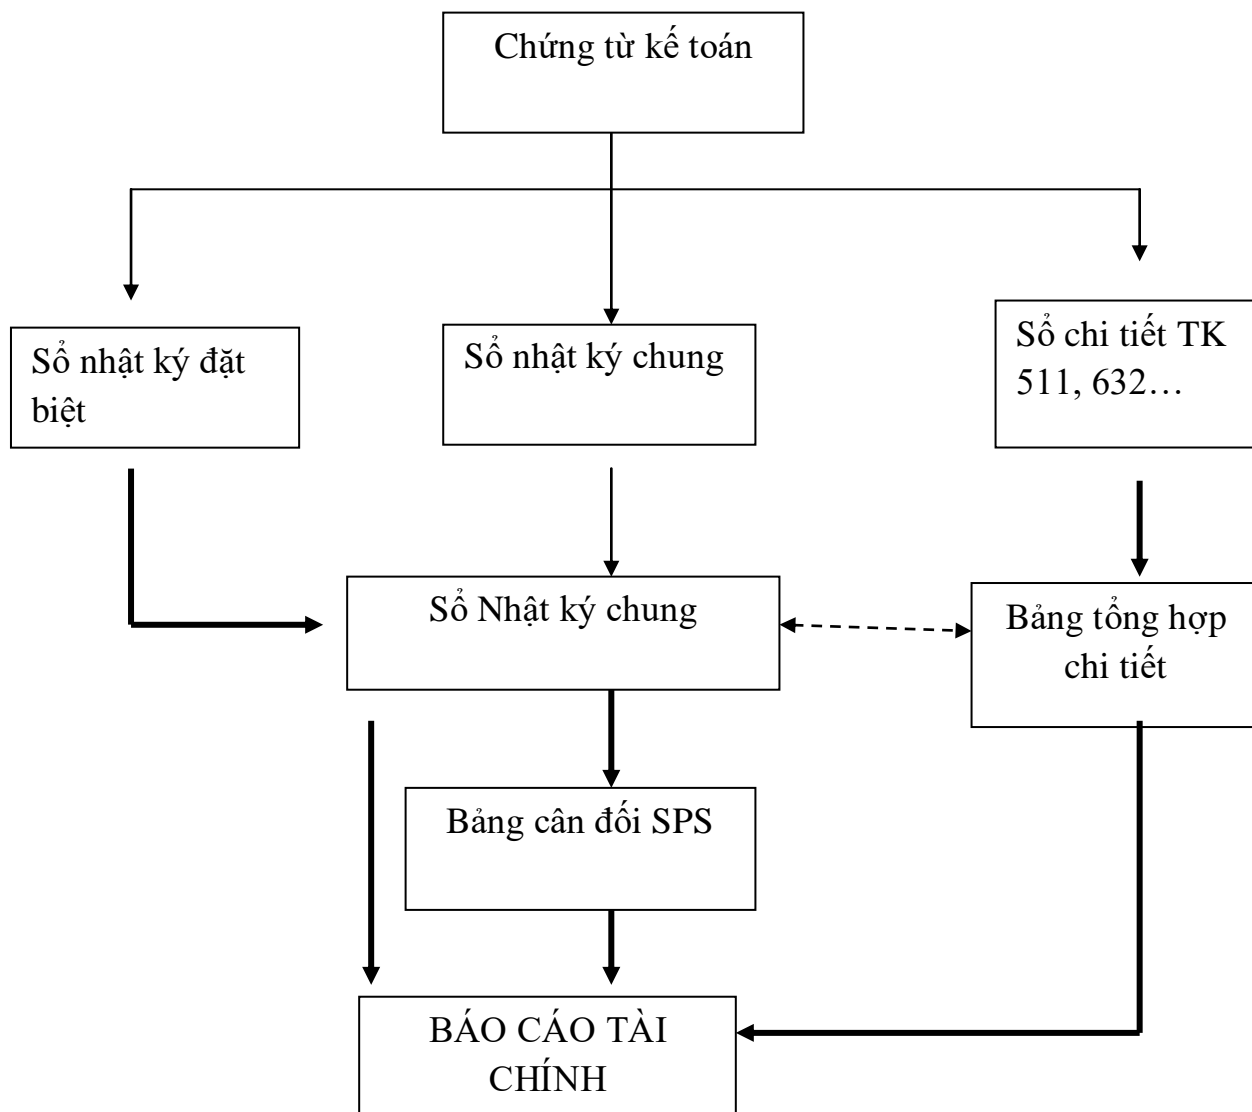 Chứng từ kế toán
Sổ nhật ký đặt
biệt
Sổ nhật ký chung
Sổ chi tiết TK
511, 632…
Sổ Nhật ký chung
Bảng tổng hợp
chi tiết
Bảng cân đối SPS
BÁO CÁO TÀI
CHÍNH